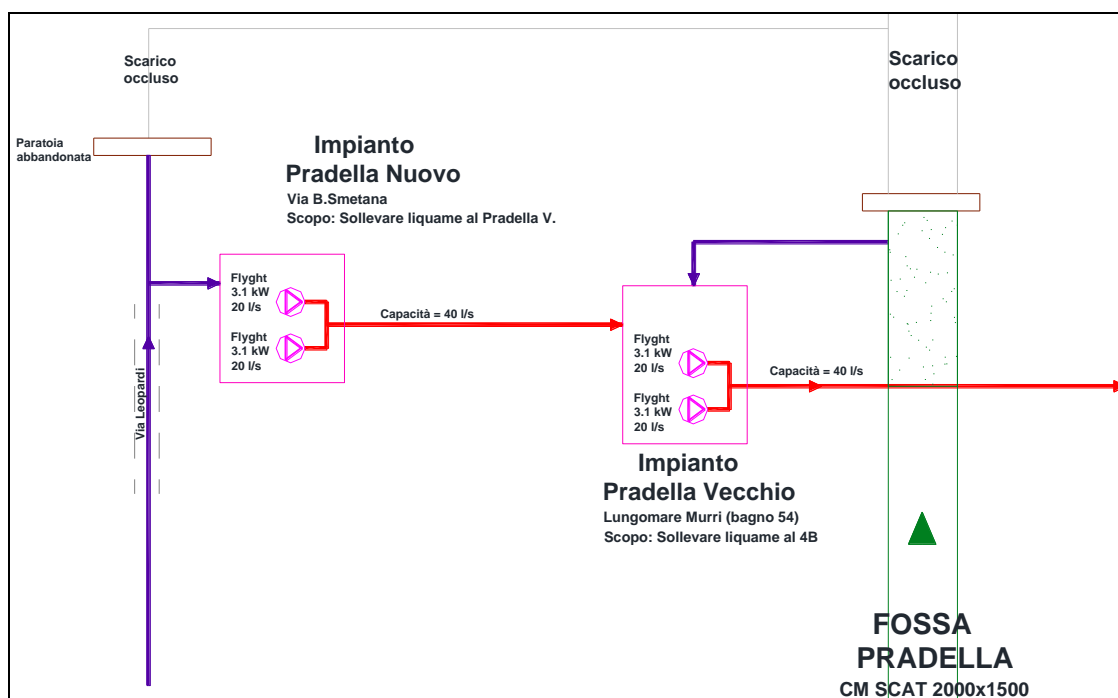 Scarico
occluso
Scarico
occluso
Paratoia
abbandonata
Impianto
Pradella Nuovo
Via B.Smetana
Scopo: Sollevare liquame al Pradella V.
Flyght
3.1 kW
20 l/s
Flyght
3.1 kW
20 l/s
Capacità = 40 l/s
Via Leopardi
Flyght
3.1 kW
20 l/s
Flyght
3.1 kW
20 l/s
Capacità = 40 l/s
Impianto
Pradella Vecchio
Lungomare Murri (bagno 54)
Scopo: Sollevare liquame al 4B
FOSSA
PRADELLA
CM SCAT 2000x1500